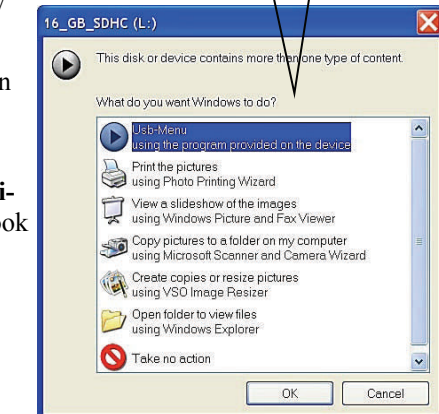 16_GB_SDHC (L:)
This disk or device contains more than one type of content.
What do you want Windows to do?
Usb-Menu
using the program provided on the device
Print the pictures
using Photo Printing Wizard
View a slideshow of the images
using Windows Picture and Fax Viewer
Copy pictures to a folder on my computer
using Microsoft Scanner and Camera Wizard
Create copies or resize pictures
using VSO Image Resizer
Open folder to view files
using Windows Explorer
Take no action
OK
Cancel